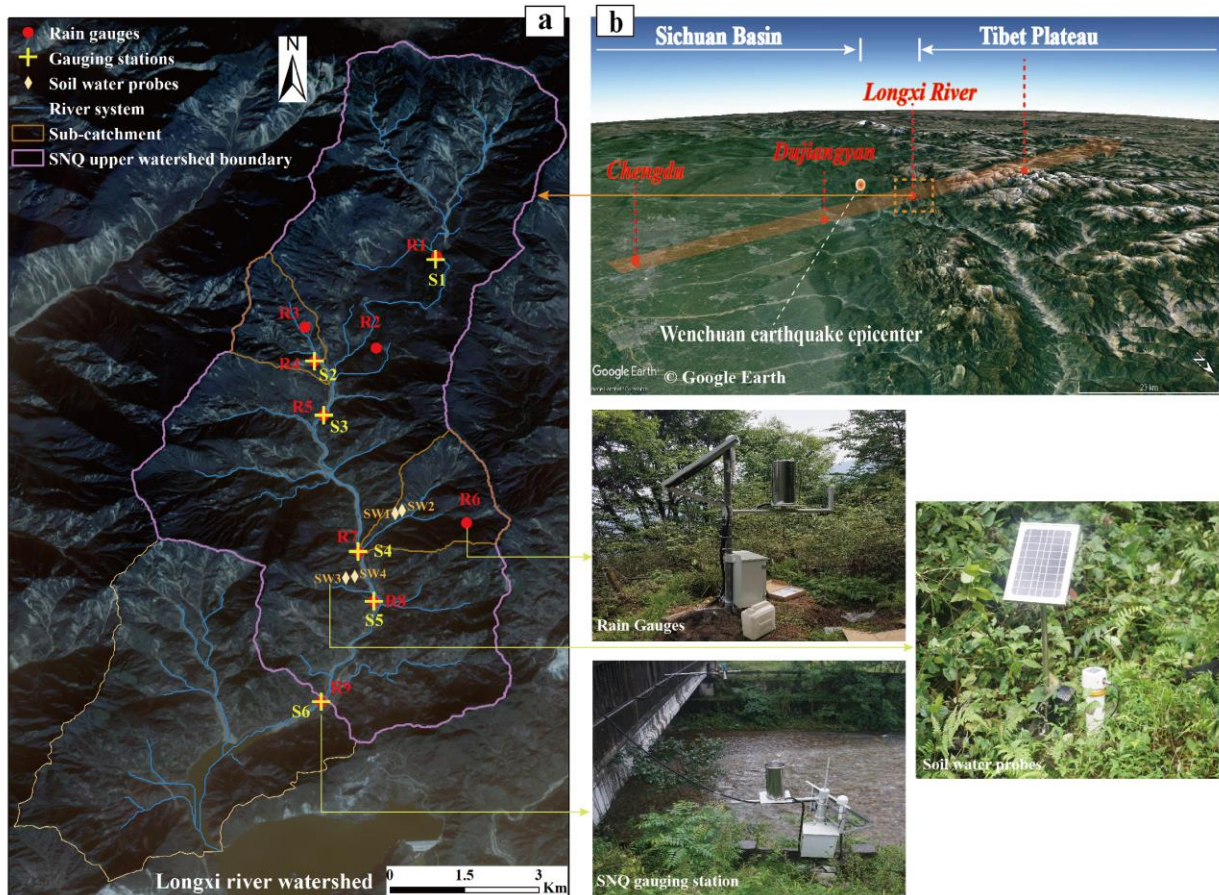 a
Rain gauges
Gauging stations
Soil water probes
River system
Sub-catchment
SNQ upper watershed boundary
N
R1
S1
R3
R2
R4
S2
R5
S3
SW1
SW2
R6
R7
S4
SW3
SW4
R8
S5
R9
S6
Longxi river watershed
0
1.5
3
Km
b
Sichuan Basin
Tibet Plateau
Longxi River
Dujiangyan
Chengdu
Wenchuan earthquake epicenter
Google Earth
© Google Earth
N
Rain Gauges
Soil water probes
SNQ gauging station